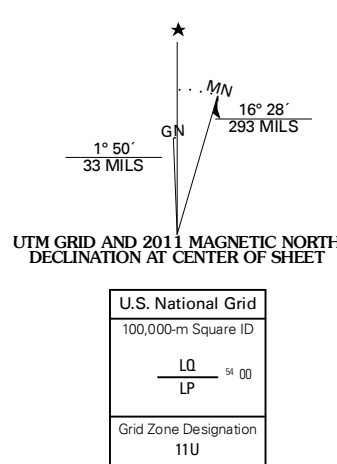 ★
MN
16° 28´
293 MILS
GN
1° 50´
33 MILS
UTM GRID AND 2011 MAGNETIC NORTH
DECLINATION AT CENTER OF SHEET
U.S. National Grid
100,000-m Square ID
LQ
54 00
LP
Grid Zone Designation
11U